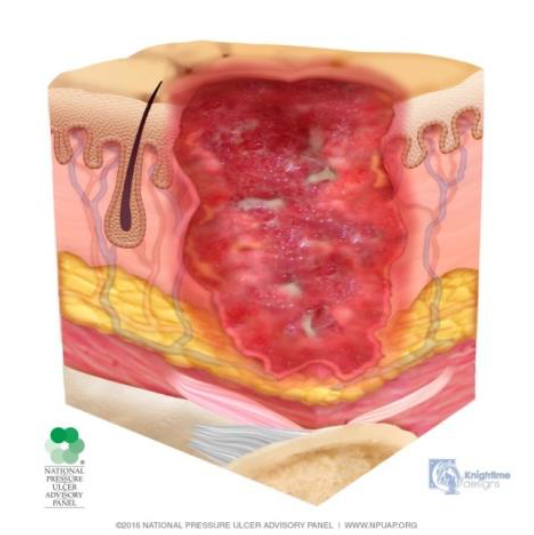 NATIONAL
PRESSURE
ULCER
ADVISORY
PANEL
Knightime
designs
©2016 NATIONAL PRESSURE ULCER ADVISORY PANEL | WWW.NPUAP.ORG